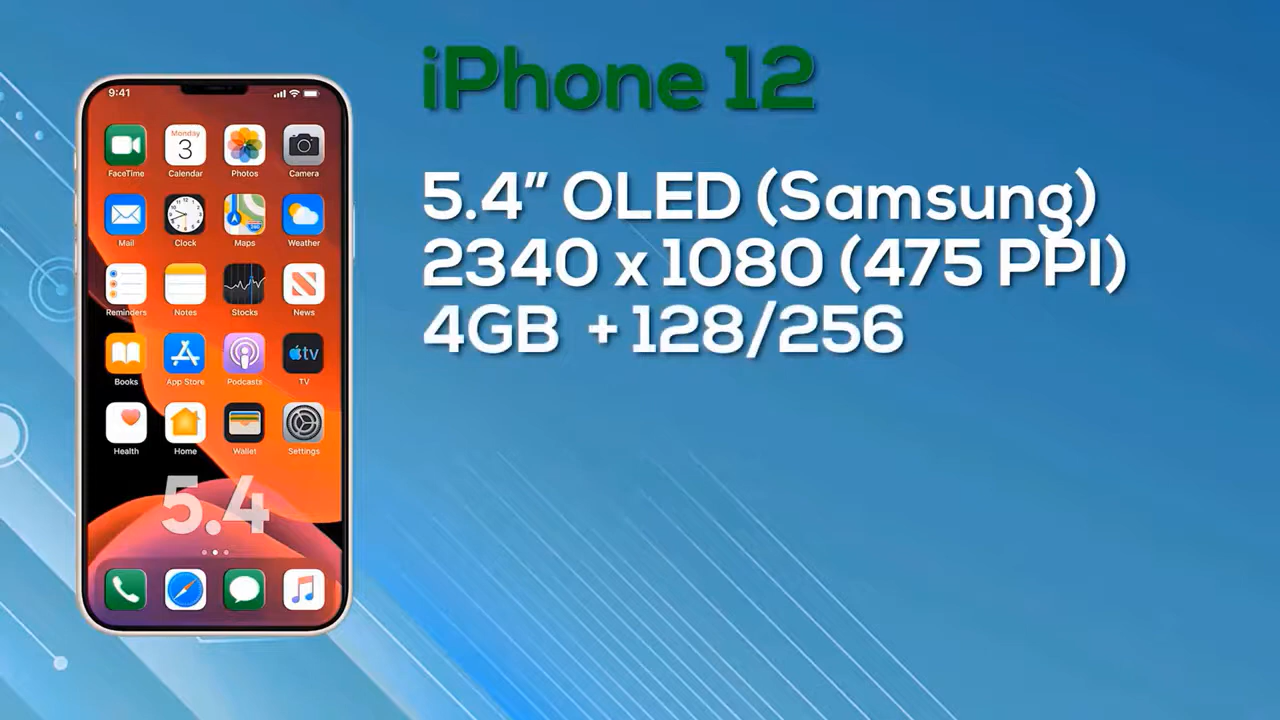 iPhone 12
5.4” OLED (Samsung)
2340 x 1080 (475 PPI)
4GB + 128/256
9:41
Monday
3
FaceTime Calendar Photos Camera
Mail Clock Maps Weather
Reminders Notes Stocks News
tv
Books App Store Podcasts TV
Health Home Wallet Settings
5.4